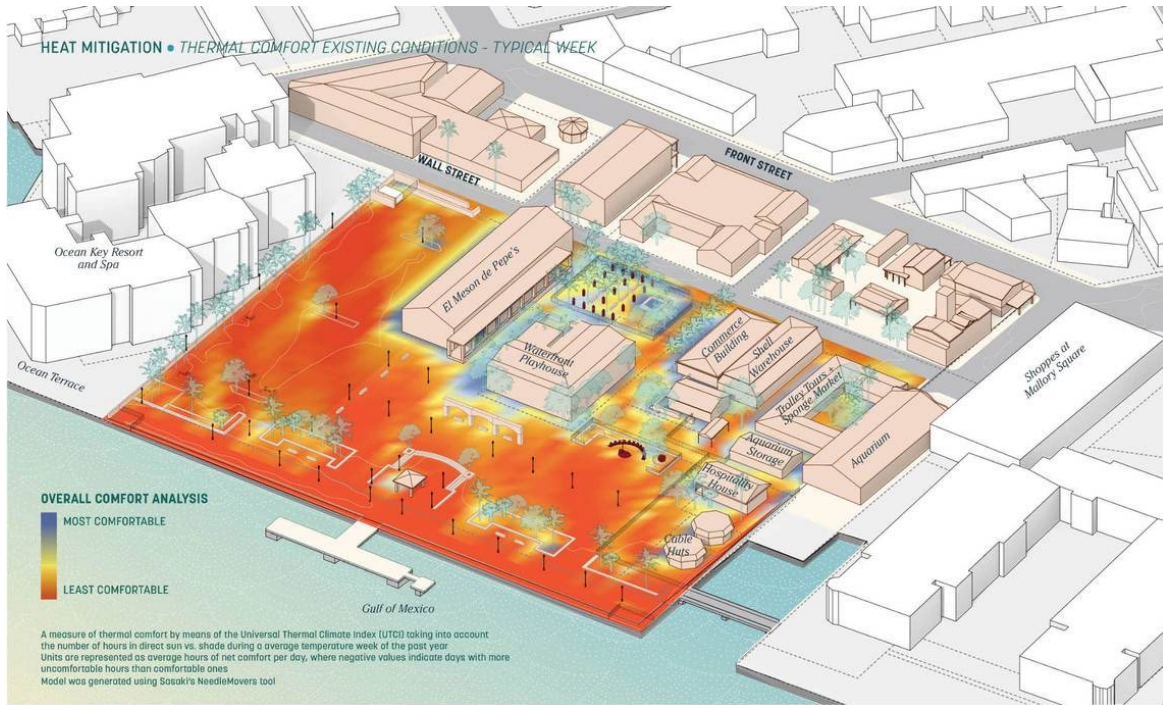 HEAT MITIGATION • THERMAL COMFORT EXISTING CONDITIONS - TYPICAL WEEK
WALL STREET
FRONT STREET
Ocean Key Resort
and Spa
El Meson de Pepe's
Waterfront
Playhouse
Commerce
Building
Shell
Warehouse
Trolley Tours +
Sponge Market
Shoppes at
Mallory Square
Ocean Terrace
Aquarium
Storage
Aquarium
Hospitality
House
Cable
Huts
Gulf of Mexico
OVERALL COMFORT ANALYSIS
MOST COMFORTABLE
LEAST COMFORTABLE
A measure of thermal comfort by means of the Universal Thermal Climate Index (UTCI) taking into account
the number of hours in direct sun vs. shade during a average temperature week of the past year
Units are represented as average hours of net comfort per day, where negative values indicate days with more
uncomfortable hours than comfortable ones
Model was generated using Sasaki's NeedleMovers tool